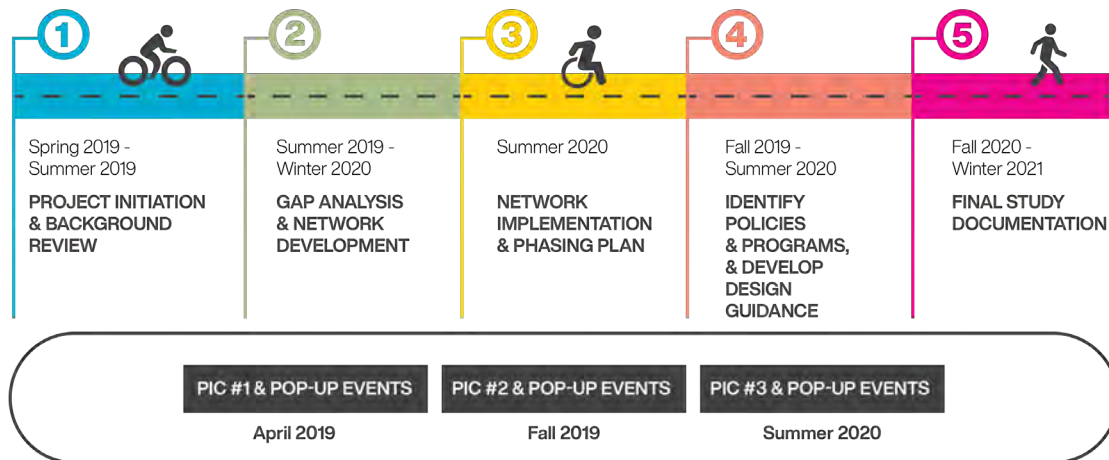 1
2
3
4
5
Spring 2019 -
Summer 2019
PROJECT INITIATION
& BACKGROUND
REVIEW
Summer 2019 -
Winter 2020
GAP ANALYSIS
& NETWORK
DEVELOPMENT
Summer 2020
NETWORK
IMPLEMENTATION
& PHASING PLAN
Fall 2019 -
Summer 2020
IDENTIFY
POLICIES
& PROGRAMS,
& DEVELOP
DESIGN
GUIDANCE
Fall 2020 -
Winter 2021
FINAL STUDY
DOCUMENTATION
PIC #1 & POP-UP EVENTS
April 2019
PIC #2 & POP-UP EVENTS
Fall 2019
PIC #3 & POP-UP EVENTS
Summer 2020